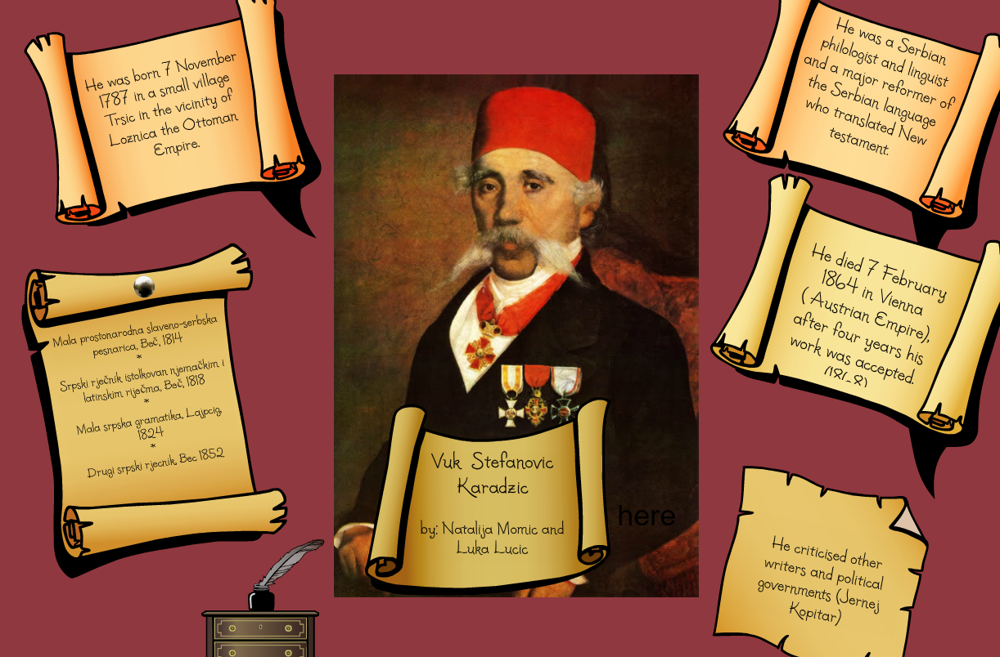 He was born 7 November
1787 in a small village
Trsic in the vicinity of
Loznica the Ottoman
Empire.
He was a Serbian
philologist and linguist
and a major reformer of
the Serbian language
who translated New
testament.
Mala prostonarodna slaveno-serbska
pesnarica, Beč, 1814
*
Srpski rječnik istolkovan njemačkim i
latinskim riječma, Beč, 1818
*
Mala srpska gramatika, Lajpcig,
1824
*
Drugi srpski rjecnik, Bec 1852
He died 7 February
1864 in Vienna
( Austrian Empire),
after four years his
work was accepted.
Vuk Stefanovic
Karadzic
by: Natalija Momic and
Luka Lucic
here
He criticised other
writers and political
governments (Jernej
Kopitar)